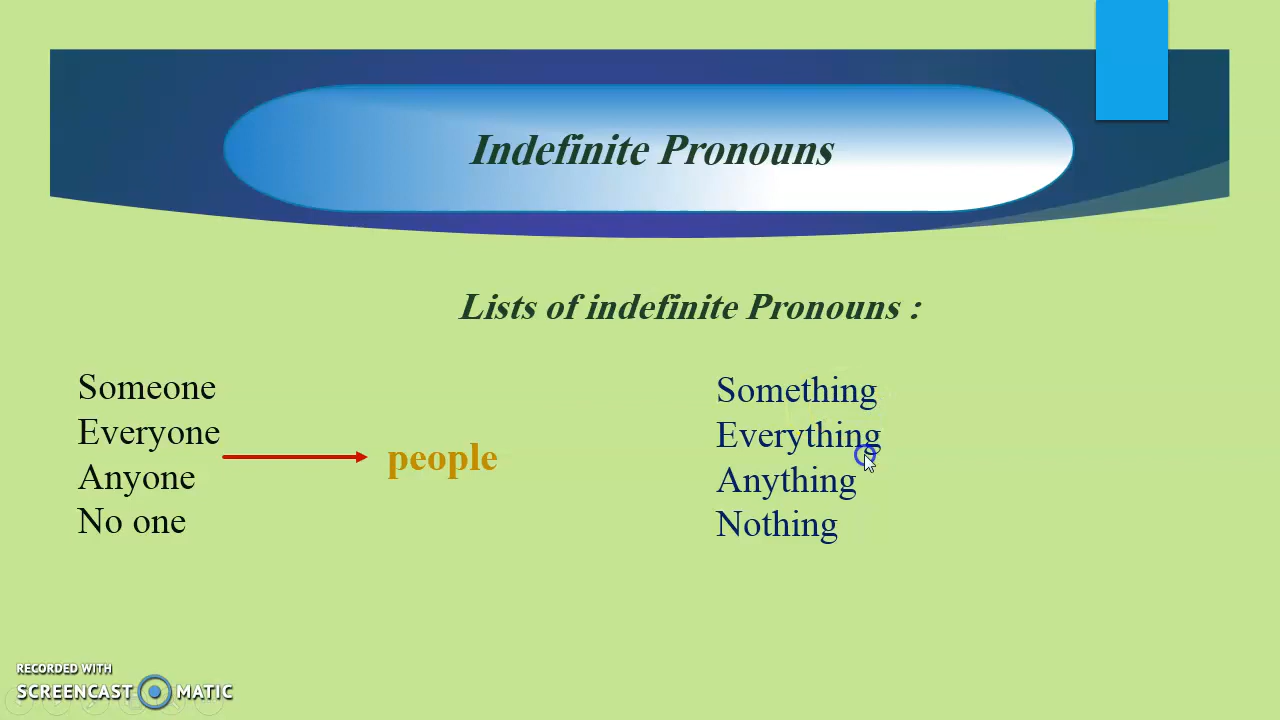 Indefinite Pronouns
Lists of indefinite Pronouns :
Someone
Everyone
Anyone
No one
people
Something
Everything
Anything
Nothing
RECORDED WITH
SCREENCAST MATIC